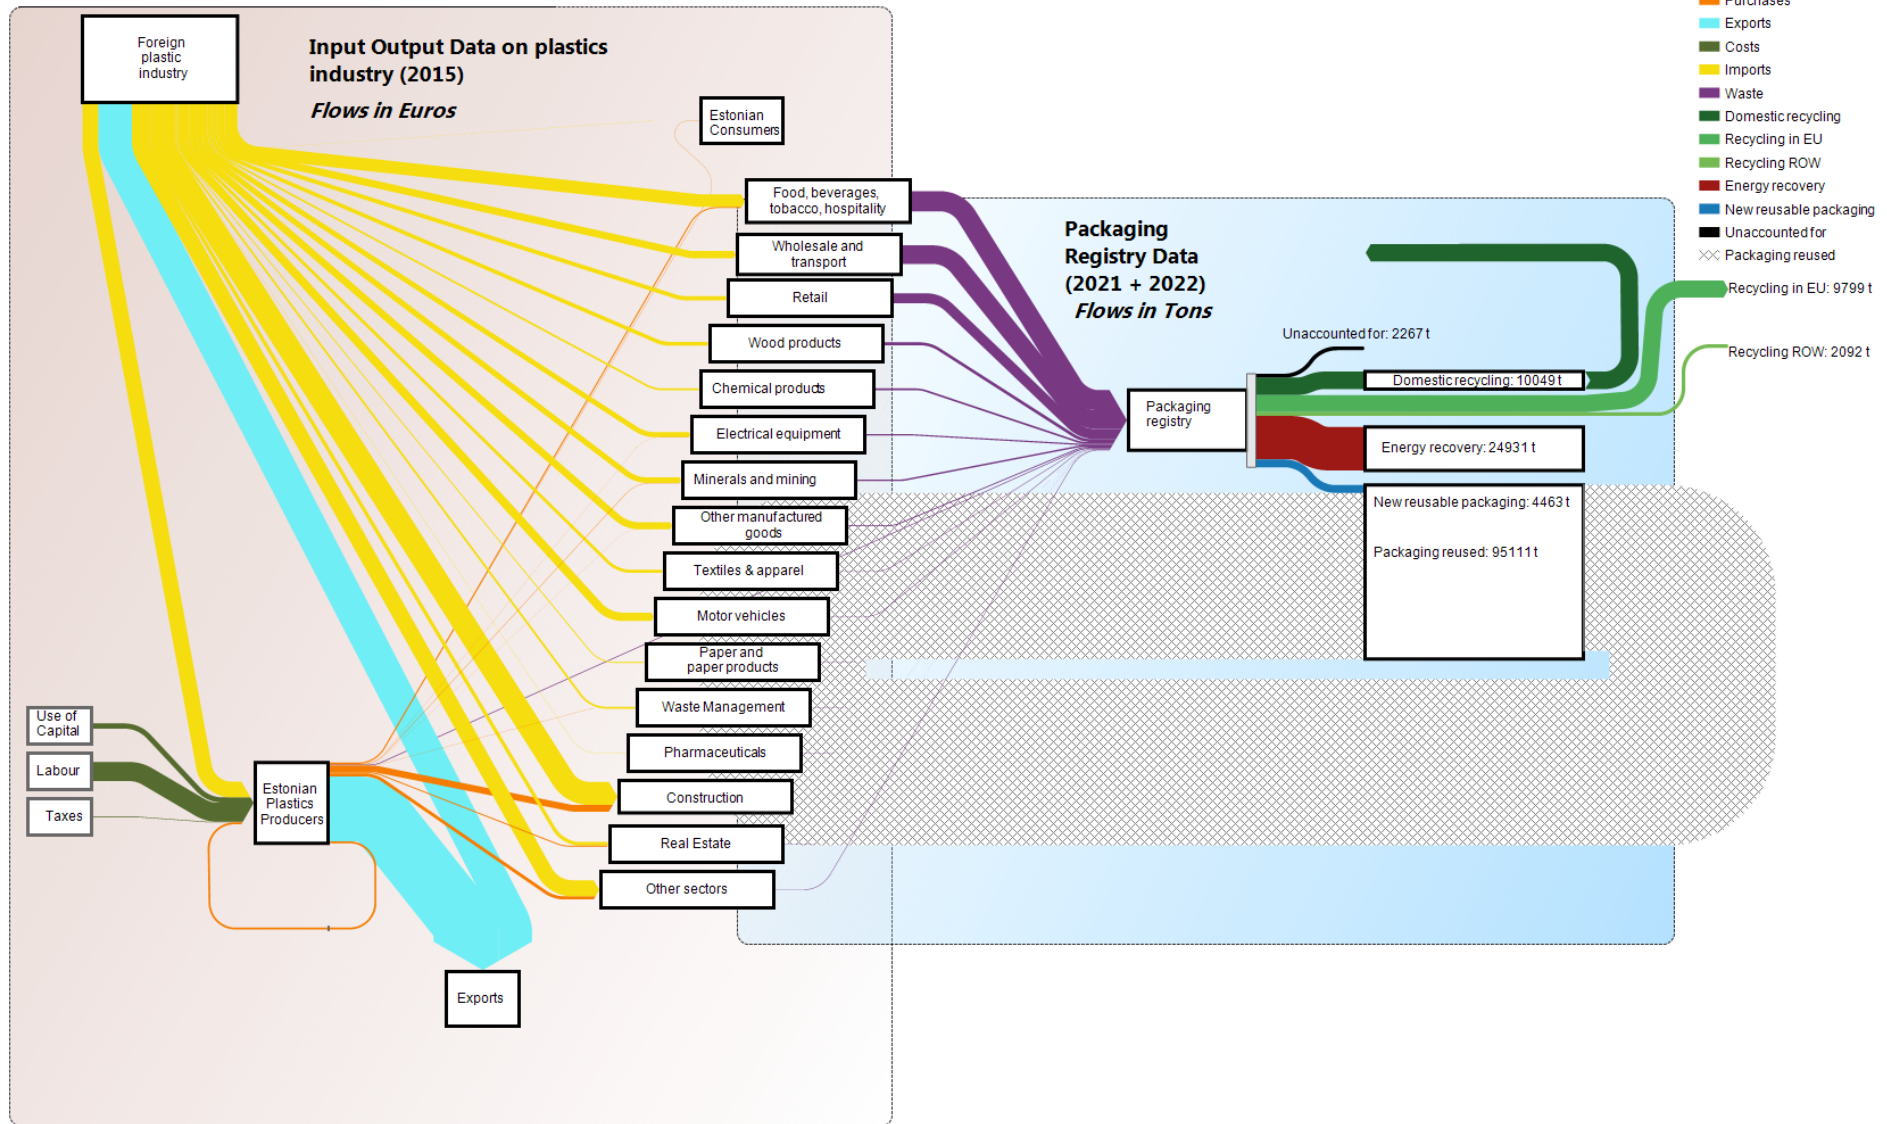 Foreign
plastic
industry
Input Output Data on plastics
industry (2015)
Flows in Euros
Estonian
Consumers
Food, beverages,
tobacco, hospitality
Wholesale and
transport
Retail
Wood products
Chemical products
Electrical equipment
Minerals and mining
Other manufactured
goods
Textiles & apparel
Motor vehicles
Paper and
paper products
Waste Management
Pharmaceuticals
Construction
Real Estate
Other sectors
Use of
Capital
Labour
Taxes
Estonian
Plastics
Producers
Exports
Packaging
Registry Data
(2021 + 2022)
Flows in Tons
Packaging
registry
Unaccounted for: 2267 t
Domestic recycling: 10049 t
Energy recovery: 24931 t
New reusable packaging: 4463 t
Packaging reused: 95111 t
Purchases
Exports
Costs
Imports
Waste
Domestic recycling
Recycling in EU
Recycling ROW
Energy recovery
New reusable packaging
Unaccounted for
Packaging reused
Recycling in EU: 9799 t
Recycling ROW: 2092 t